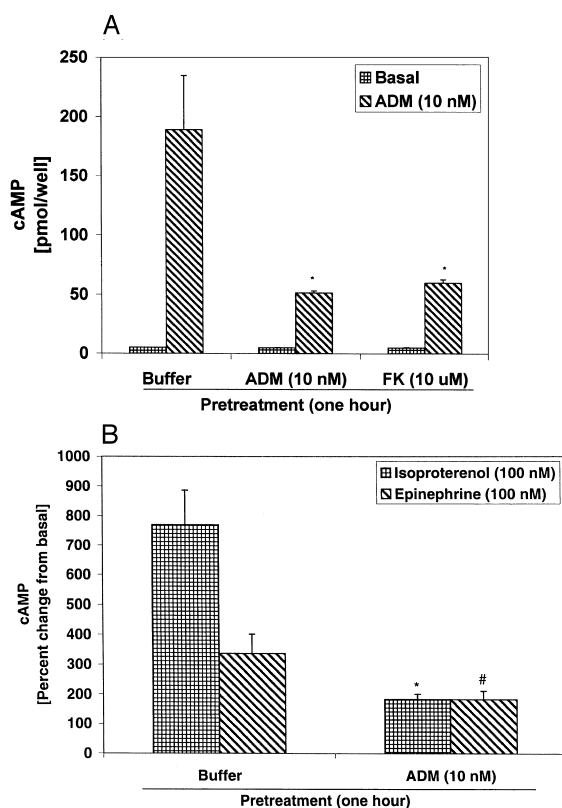 A
250
200
150
100
50
0
cAMP
[pmol/well]
Basal
ADM (10 nM)
*
*
Buffer
ADM (10 nM)
FK (10 uM)
Pretreatment (one hour)
B
1000
900
800
700
600
500
400
300
200
100
0
cAMP
[Percent change from basal]
Isoproterenol (100 nM)
Epinephrine (100 nM)
*
#
Buffer
ADM (10 nM)
Pretreatment (one hour)